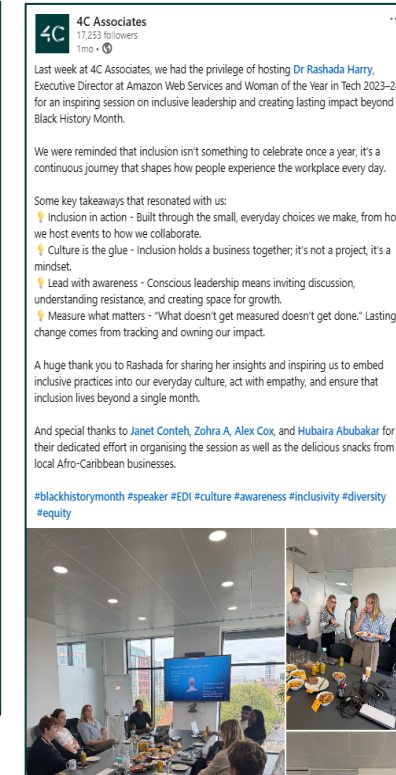 4C
4C Associates
17,253 followers
1mo •
Last week at 4C Associates, we had the privilege of hosting Dr Rashada Harry,
Executive Director at Amazon Web Services and Woman of the Year in Tech 2023–2
for an inspiring session on inclusive leadership and creating lasting impact beyond
Black History Month.
We were reminded that inclusion isn't something to celebrate once a year, it's a
continuous journey that shapes how people experience the workplace every day.
Some key takeaways that resonated with us:
💡 Inclusion in action - Built through the small, everyday choices we make, from ho
we host events to how we collaborate.
💡 Culture is the glue - Inclusion holds a business together; it's not a project, it's a
mindset.
💡 Lead with awareness - Conscious leadership means inviting discussion,
understanding resistance, and creating space for growth.
💡 Measure what matters - "What doesn't get measured doesn't get done." Lasting
change comes from tracking and owning our impact.
A huge thank you to Rashada for sharing her insights and inspiring us to embed
inclusive practices into our everyday culture, act with empathy, and ensure that
inclusion lives beyond a single month.
And special thanks to Janet Conteh, Zohra A, Alex Cox, and Hubaira Abubakar for
their dedicated effort in organising the session as well as the delicious snacks from
local Afro-Caribbean businesses.
#blackhistorymonth #speaker #EDI #culture #awareness #inclusivity #diversity
#equity